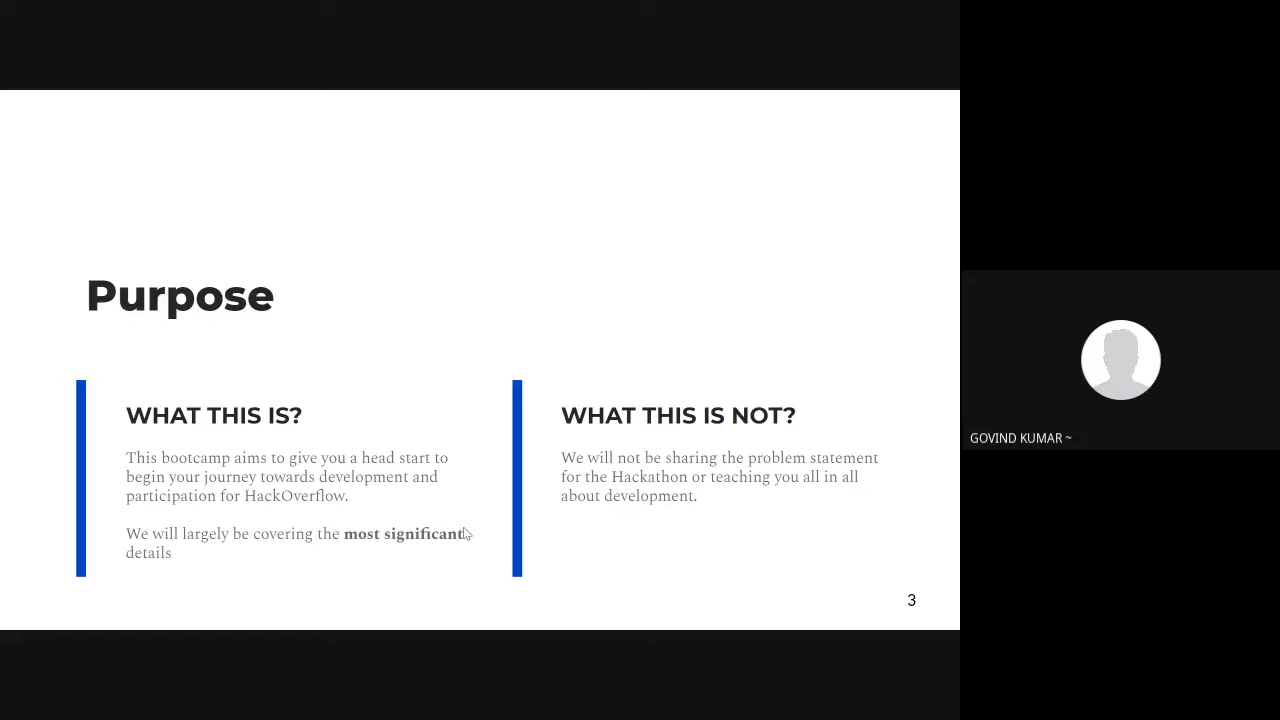 Purpose
WHAT THIS IS?
This bootcamp aims to give you a head start to
begin your journey towards development and
participation for HackOverflow.
We will largely be covering the most significant
details
WHAT THIS IS NOT?
We will not be sharing the problem statement
for the Hackathon or teaching you all in all
about development.
3
GOVIND KUMAR ~